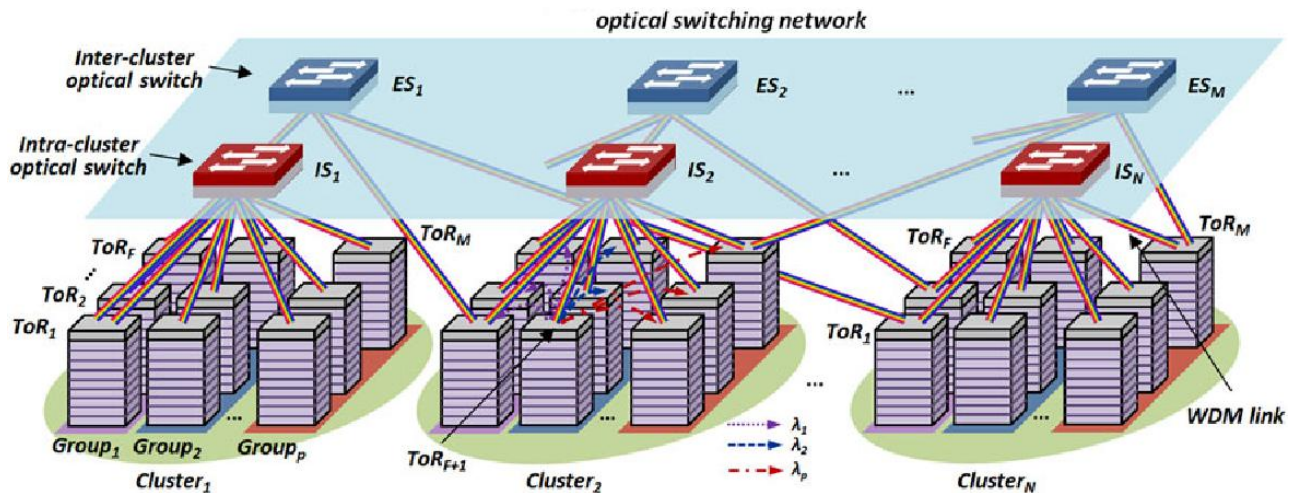 optical switching network
Inter-cluster
optical switch
ES1
ES2
...
ESM
Intra-cluster
optical switch
IS1
IS2
...
ISN
ToRF
ToRM
ToRF
ToRM
...
ToR2
ToR1
ToR1
...
...
...
...
WDM link
Group1 Group2 Groupp
λ1
λ2
λp
ToRF+1
Cluster1
Cluster2
ClusterN